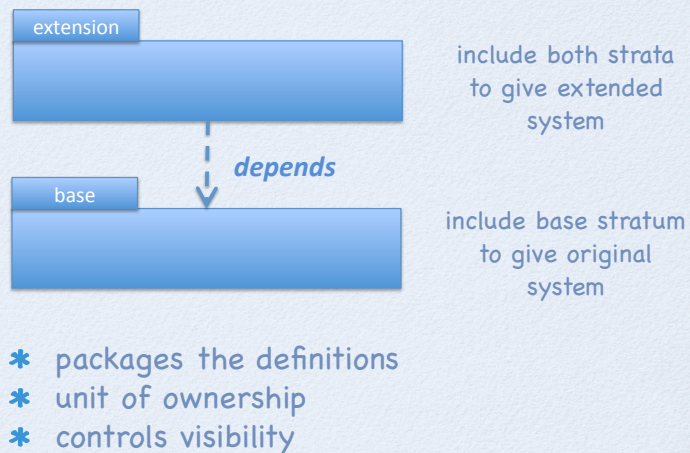 extension
include both strata
to give extended
system
depends
base
include base stratum
to give original
system
* packages the definitions
* unit of ownership
* controls visibility